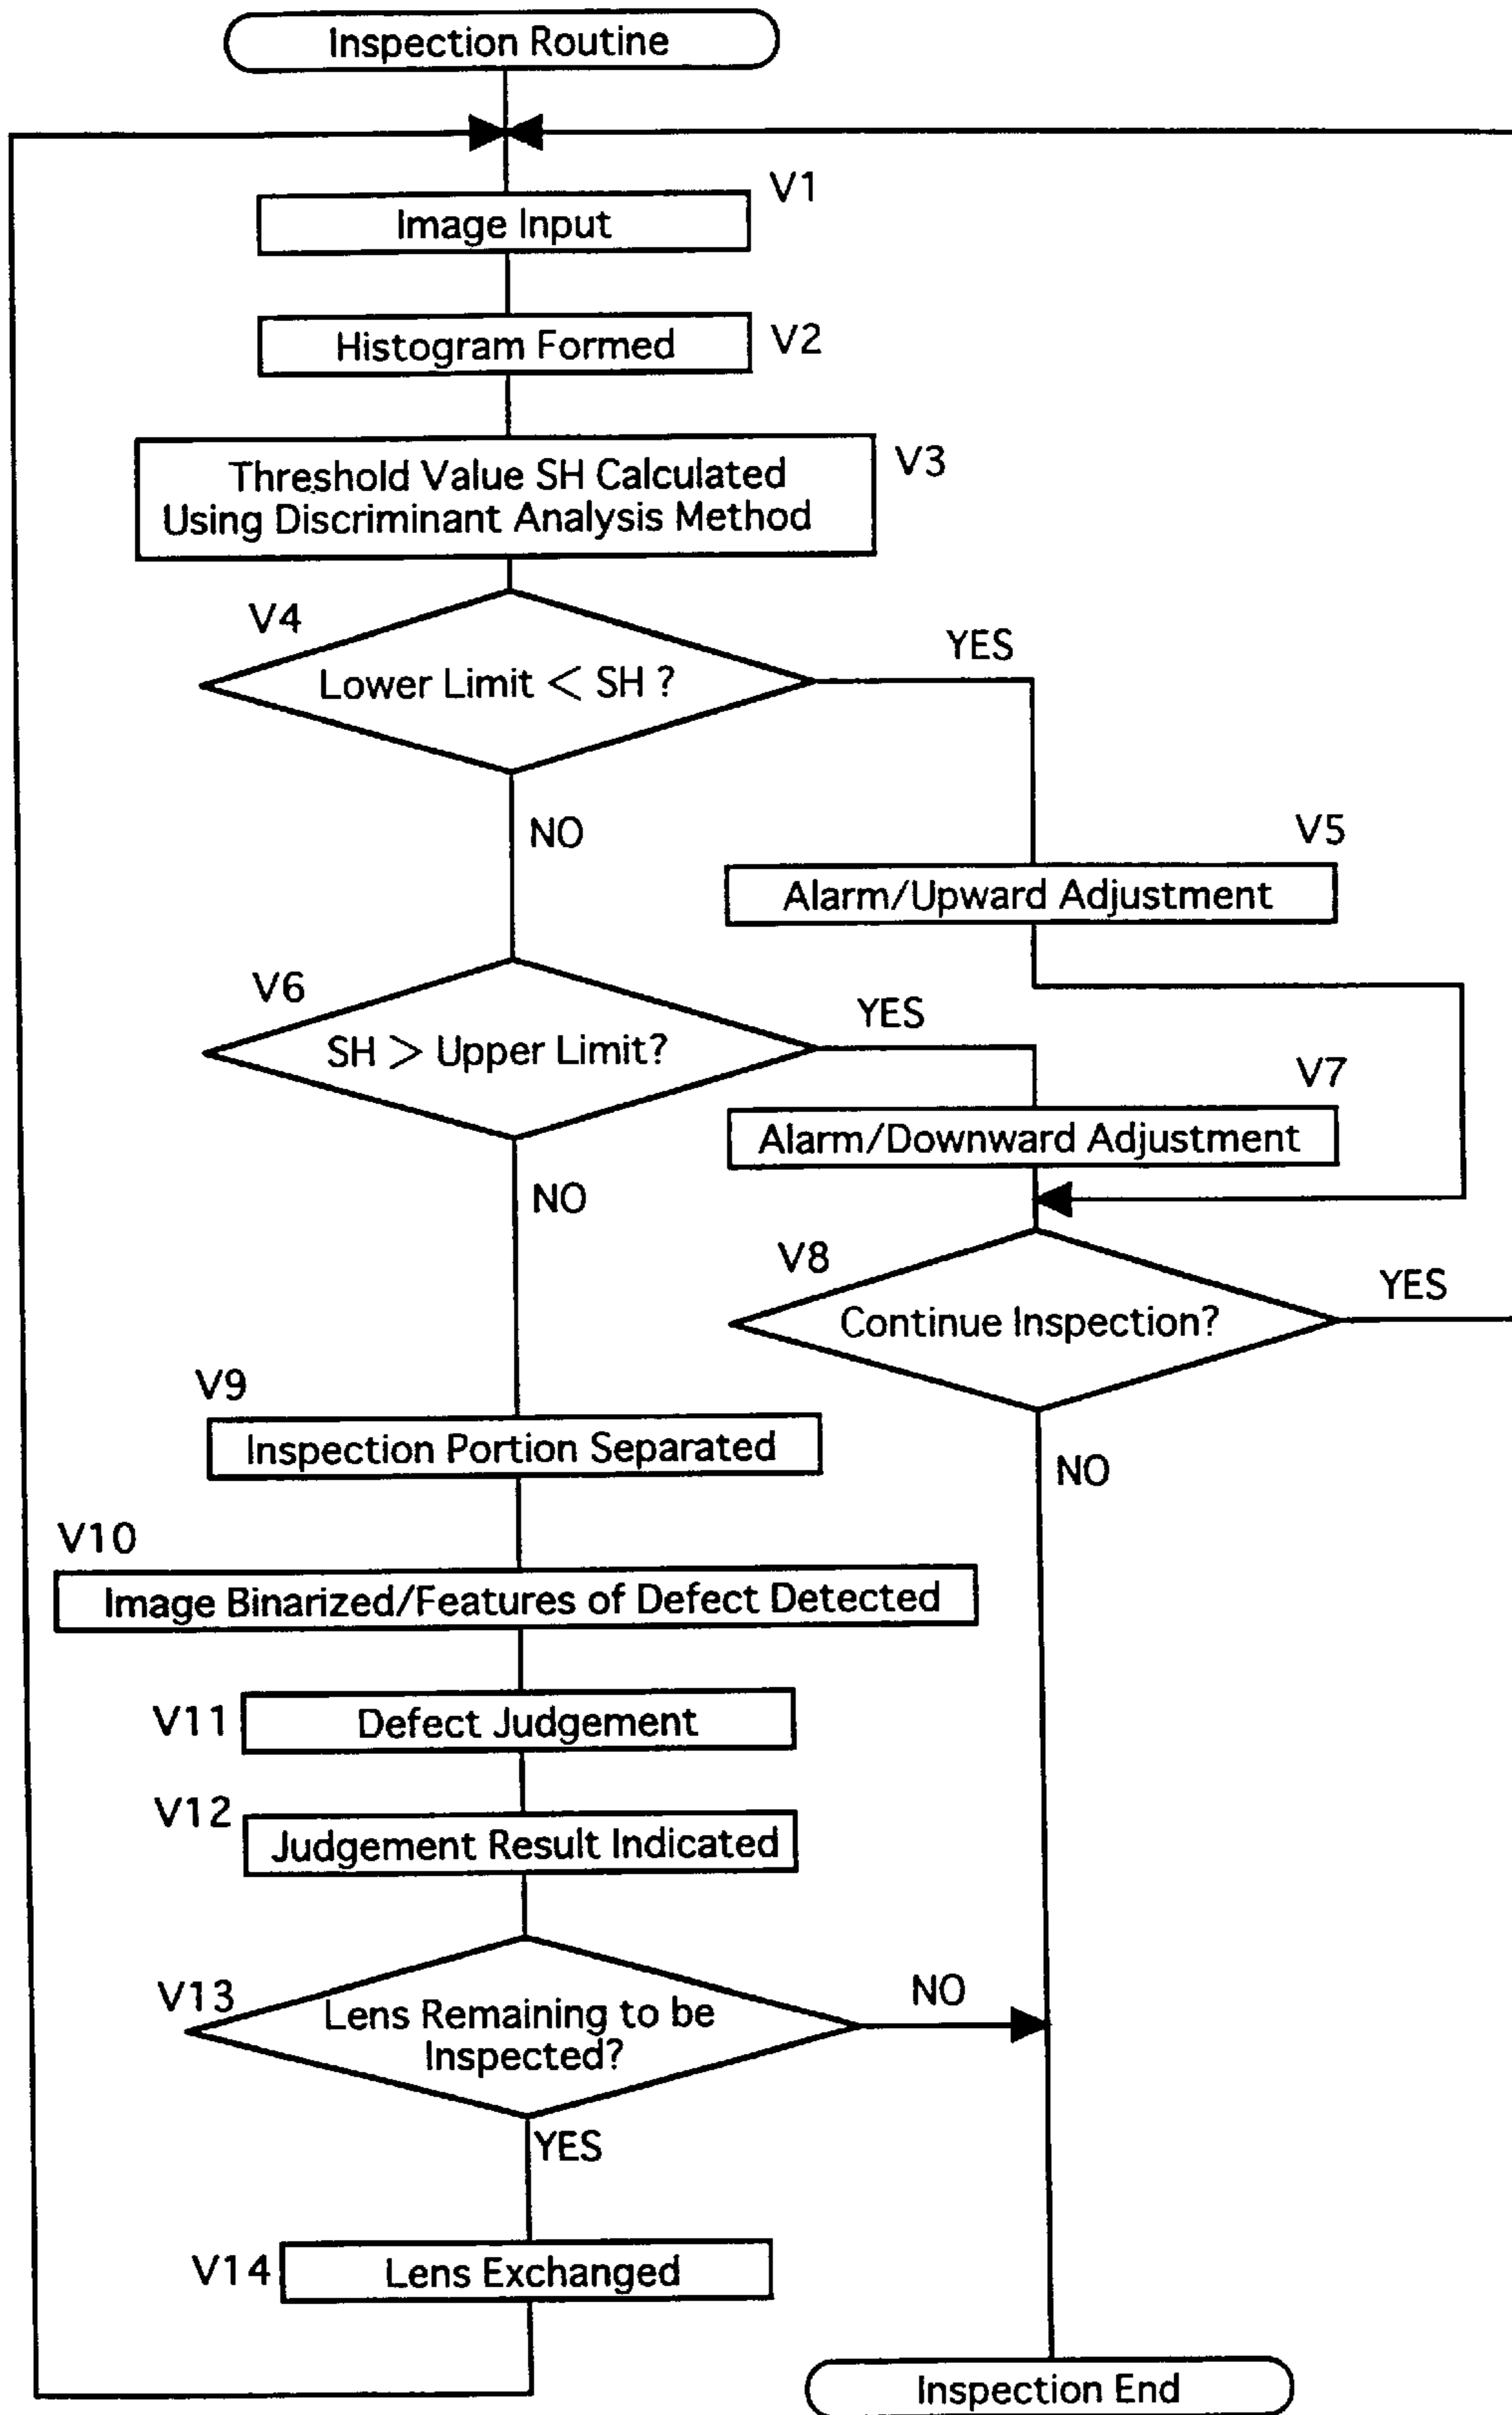 Inspection Routine
V1
Image Input
Histogram Formed
V2
Threshold Value SH Calculated
Using Discriminant Analysis Method
V3
V4
Lower Limit < SH ?
YES
NO
V5
Alarm/Upward Adjustment
V6
SH > Upper Limit?
YES
NO
V7
Alarm/Downward Adjustment
V8
Continue Inspection?
YES
NO
V9
Inspection Portion Separated
V10
Image Binarized/Features of Defect Detected
V11
Defect Judgement
V12
Judgement Result Indicated
V13
Lens Remaining to be
Inspected?
NO
YES
V14
Lens Exchanged
Inspection End